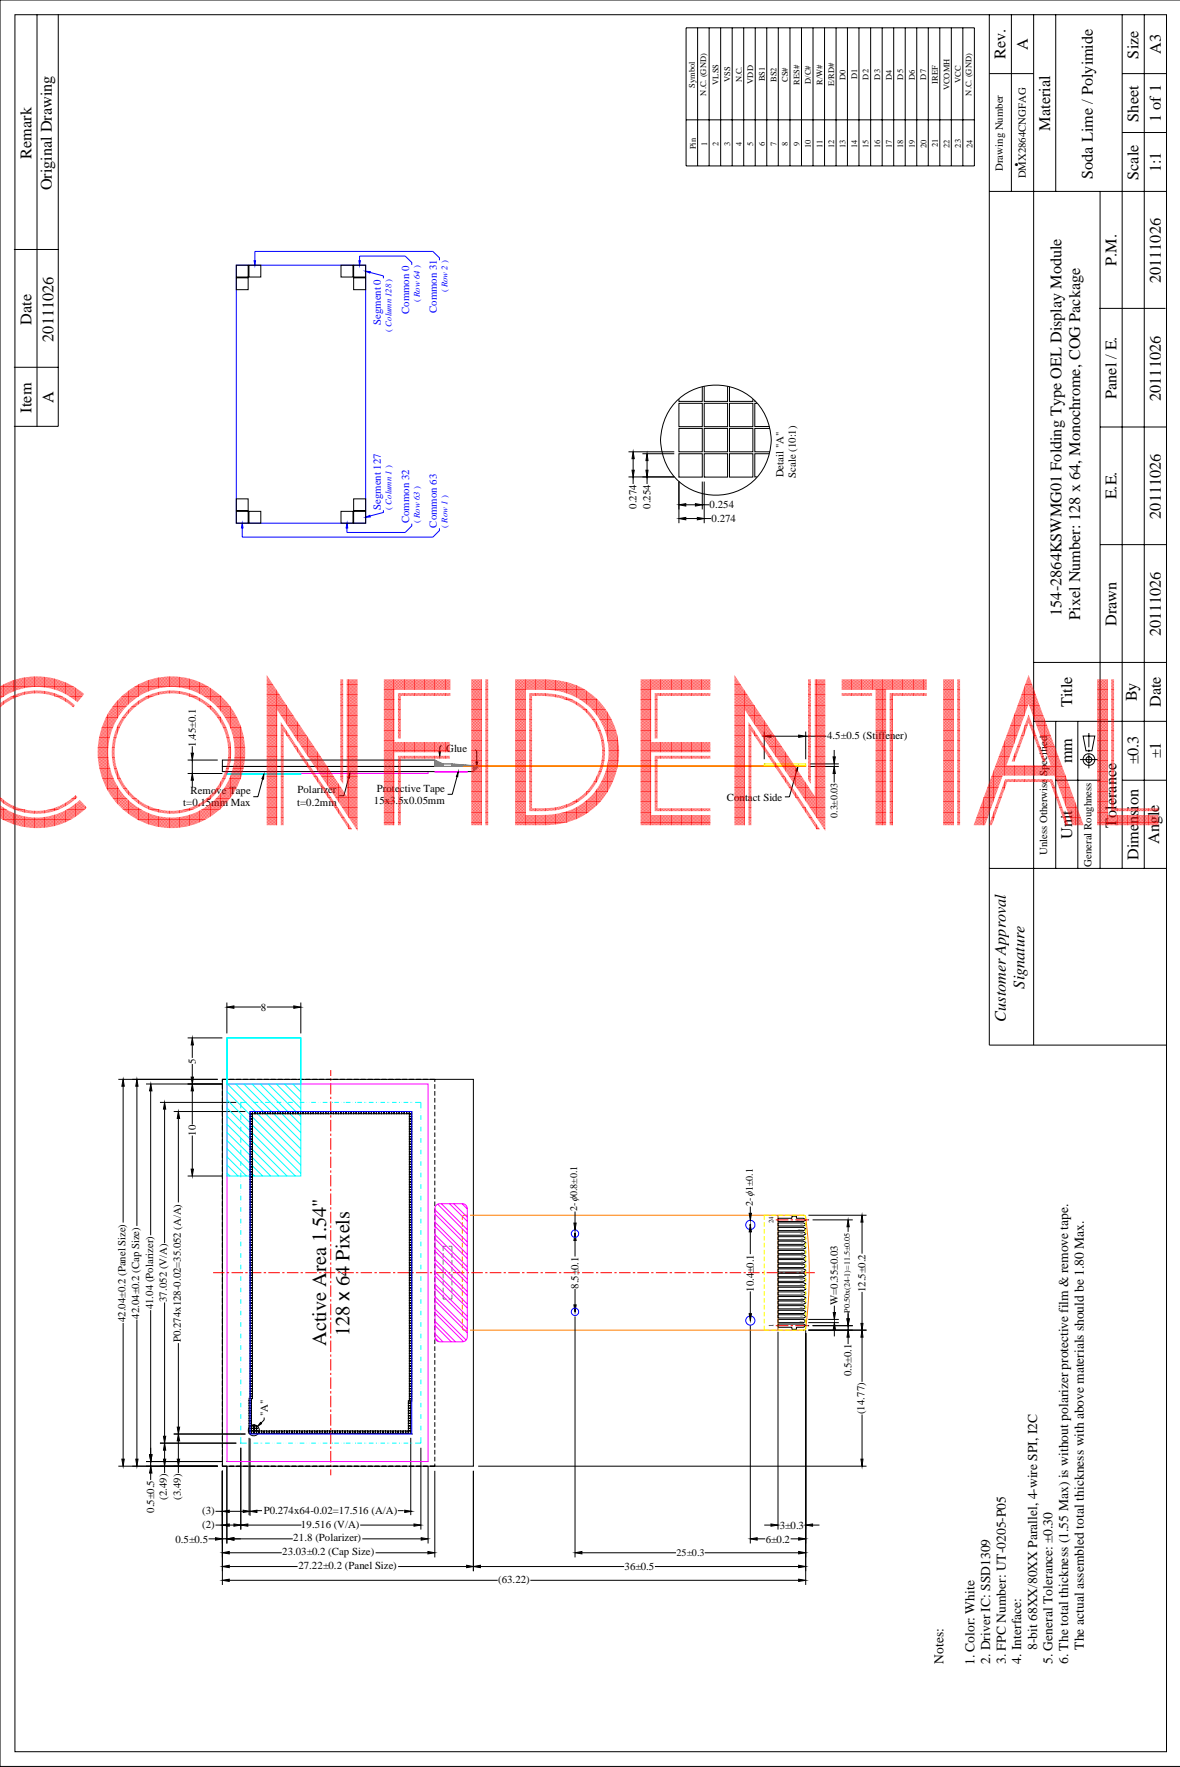 Item Date Remark
A 20111026 Original Drawing
42.04±0.2 (Panel Size)
42.04±0.2 (Cap Size)
41.04 (Polarizer)
37.052 (V/A)
P0.274x128-0.02=35.052 (A/A)
0.5±0.5
(2.49)
(3.49)
10
5
8
Active Area 1.54"
128 x 64 Pixels
"A"
(3)
P0.274x64-0.02=17.516 (A/A)
(2)
19.516 (V/A)
0.5±0.5
21.8 (Polarizer)
23.03±0.2 (Cap Size)
27.22±0.2 (Panel Size)
(63.22)
36±0.5
25±0.3
6±0.2
3±0.3
8.5±0.1
2-ϕ0.8±0.1
10.4±0.1
2-ϕ1±0.1
1
24
W=0.35±0.03
P0.50x(24-1)=11.5±0.05
12.5±0.2
0.5±0.1
(14.77)
1.45±0.1
Remove Tape
t=0.15mm Max
Polarizer
t=0.2mm
Protective Tape
15x3.5x0.05mm
Glue
Contact Side
4.5±0.5 (Stiffener)
0.3±0.03
CONFIDENTIAL
Segment 127
( Column 1 )
Common 32
( Row 63 )
Common 63
( Row 1 )
Segment 0
( Column 128 )
Common 0
( Row 64 )
Common 31
( Row 2 )
0.274
0.254
0.254
0.274
Detail "A"
Scale (10:1)
Pin Symbol
1 N.C. (GND)
2 VLSS
3 VSS
4 N.C.
5 VDD
6 BS1
7 BS2
8 CS#
9 RES#
10 D/C#
11 R/W#
12 E/RD#
13 D0
14 D1
15 D2
16 D3
17 D4
18 D5
19 D6
20 D7
21 IREF
22 VCOMH
23 VCC
24 N.C. (GND)
Notes:
1. Color: White
2. Driver IC: SSD1309
3. FPC Number: UT-0205-P05
4. Interface:
8-bit 68XX/80XX Parallel, 4-wire SPI, I2C
5. General Tolerance: ±0.30
6. The total thickness (1.55 Max) is without polarizer protective film & remove tape.
The actual assembled total thickness with above materials should be 1.80 Max.
Customer Approval
Signature
Unless Otherwise Specified
Unit mm
General Roughness
Tolerance
Dimension ±0.3
Angle ±1
Title
154-2864KSWMG01 Folding Type OEL Display Module
Pixel Number: 128 x 64, Monochrome, COG Package
By Drawn E.E. Panel / E. P.M.
Date 20111026 20111026 20111026 20111026
Drawing Number Rev.
DMX2864CNGFAG A
Material
Soda Lime / Polyimide
Scale Sheet Size
1:1 1 of 1 A3